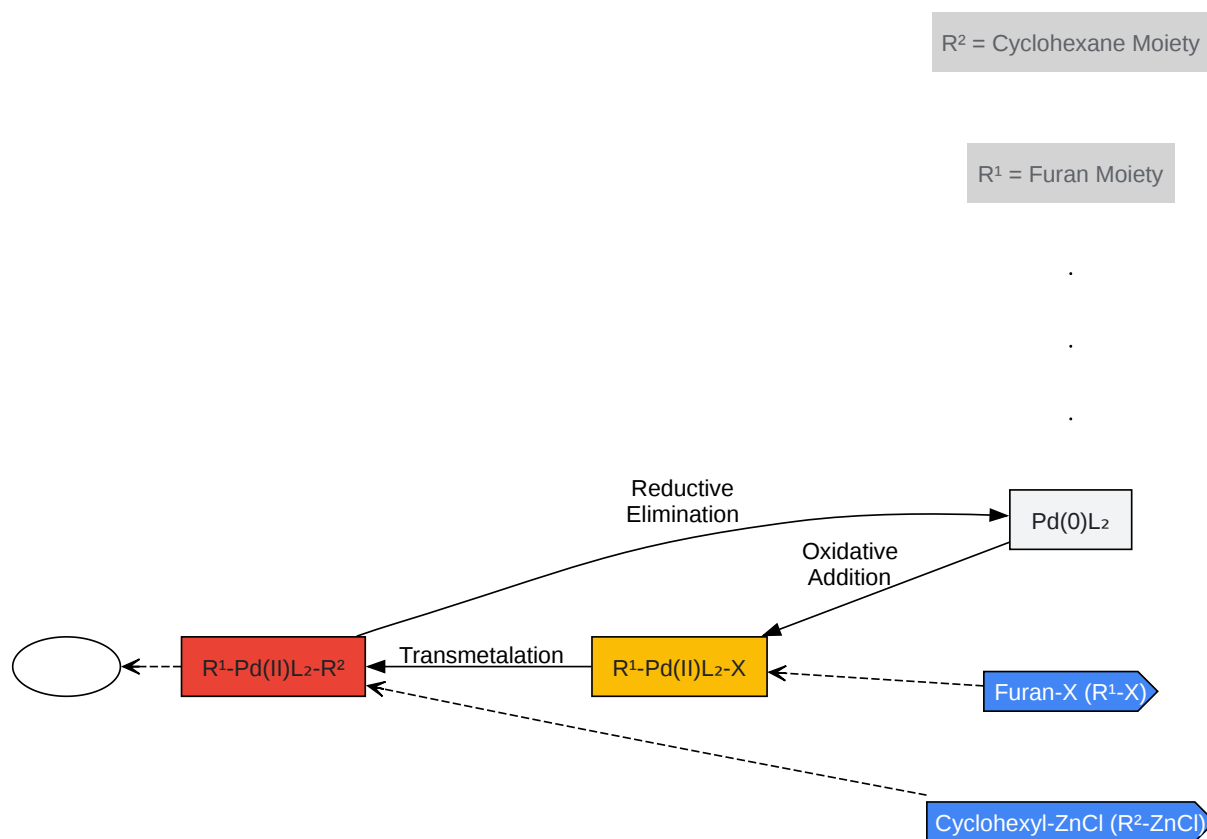 R² = Cyclohexane Moiety
R¹ = Furan Moiety
.
.
.
Reductive
Elimination
Pd(0)L₂
Oxidative
Addition
R¹-Pd(II)L₂-R²
Transmetalation
R¹-Pd(II)L₂-X
Furan-X (R¹-X)
Cyclohexyl-ZnCl (R²-ZnCl)